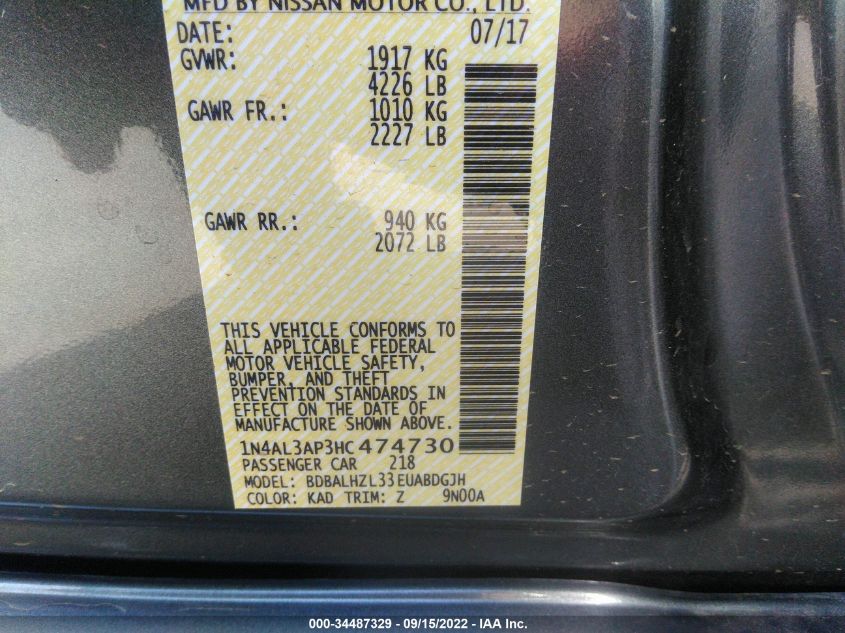 MFD BY NISSAN MOTOR CO., LTD.
DATE: 07/17
GVWR: 1917 KG
4226 LB
GAWR FR.: 1010 KG
2227 LB
GAWR RR.: 940 KG
2072 LB
THIS VEHICLE CONFORMS TO
ALL APPLICABLE FEDERAL
MOTOR VEHICLE SAFETY,
BUMPER, AND THEFT
PREVENTION STANDARDS IN
EFFECT ON THE DATE OF
MANUFACTURE SHOWN ABOVE.
1N4AL3AP3HC474730
PASSENGER CAR 218
MODEL: BDBALHZL33EUABDGJH
COLOR: KAD TRIM: Z 9N00A
000-34487329 - 09/15/2022 - IAA Inc.